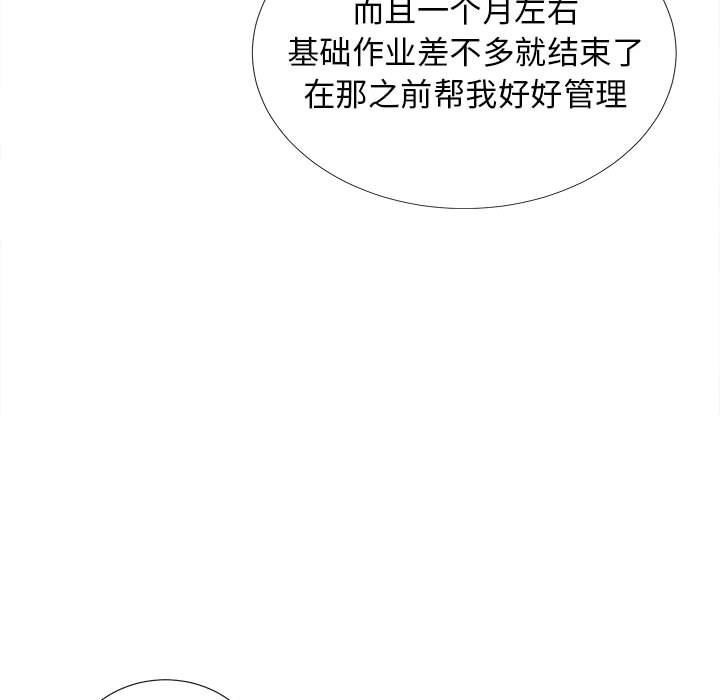 而且一个月左右
基础作业差不多就结束了
在那之前帮我好好管理